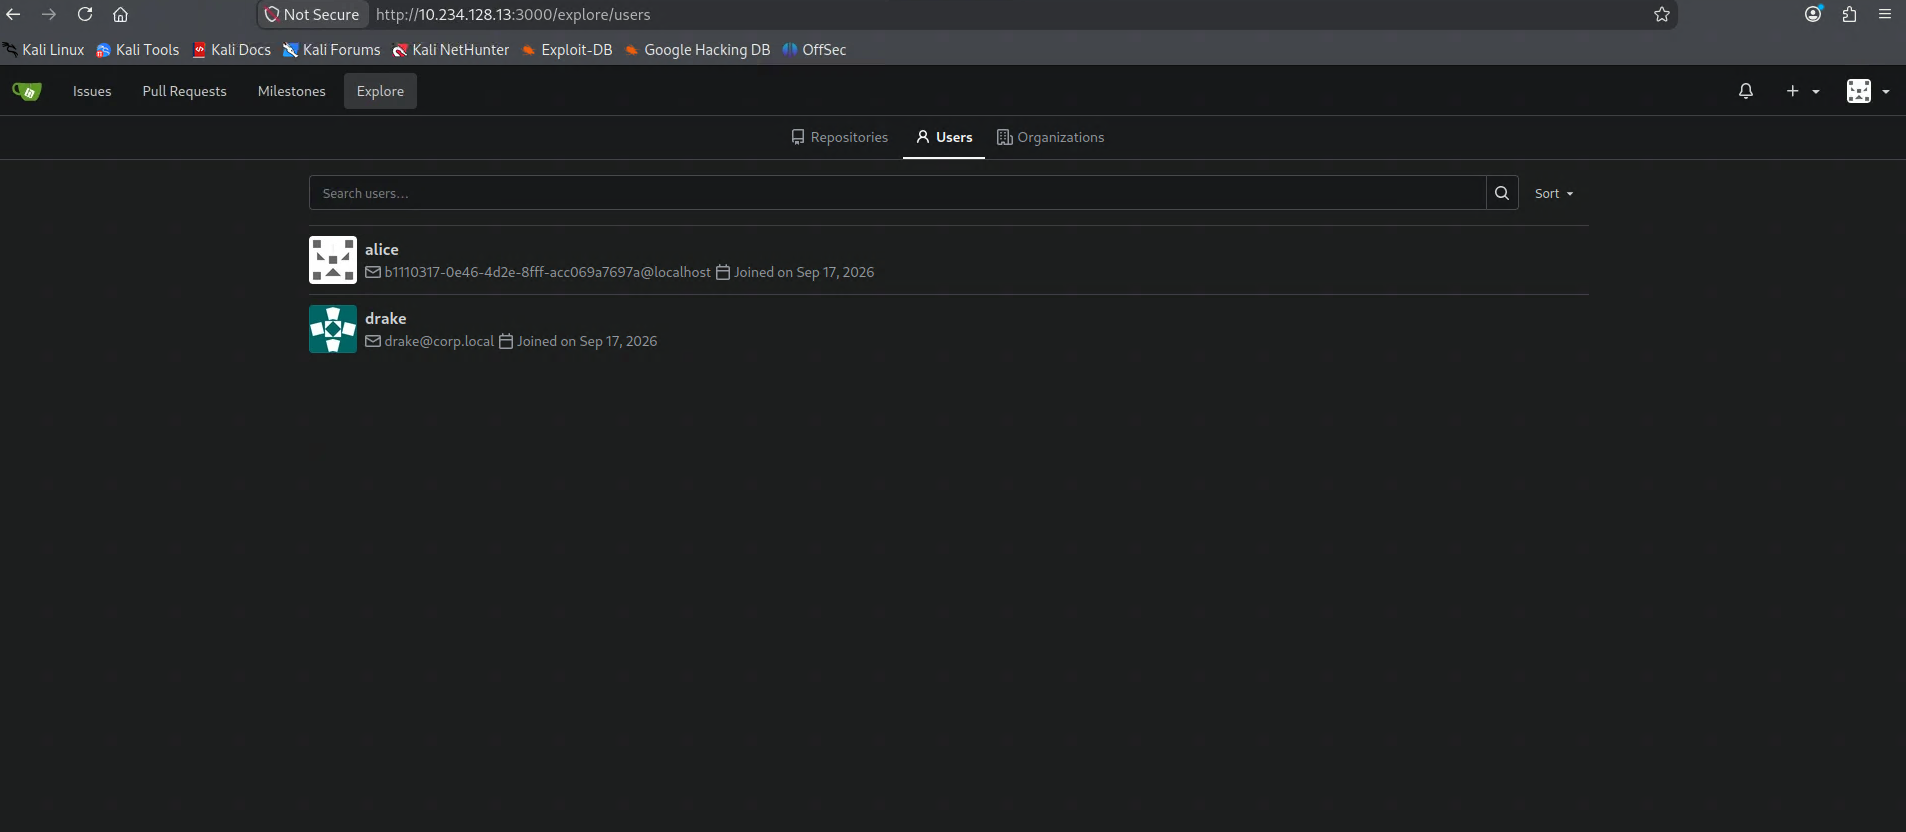 Not Secure http://10.234.128.13:3000/explore/users
Kali Linux Kali Tools Kali Docs Kali Forums Kali NetHunter Exploit-DB Google Hacking DB OffSec
Issues Pull Requests Milestones Explore
Repositories Users Organizations
Search users... Sort
alice
b1110317-0e46-4d2e-8fff-acc069a7697a@localhost Joined on Sep 17, 2026
drake
drake@corp.local Joined on Sep 17, 2026